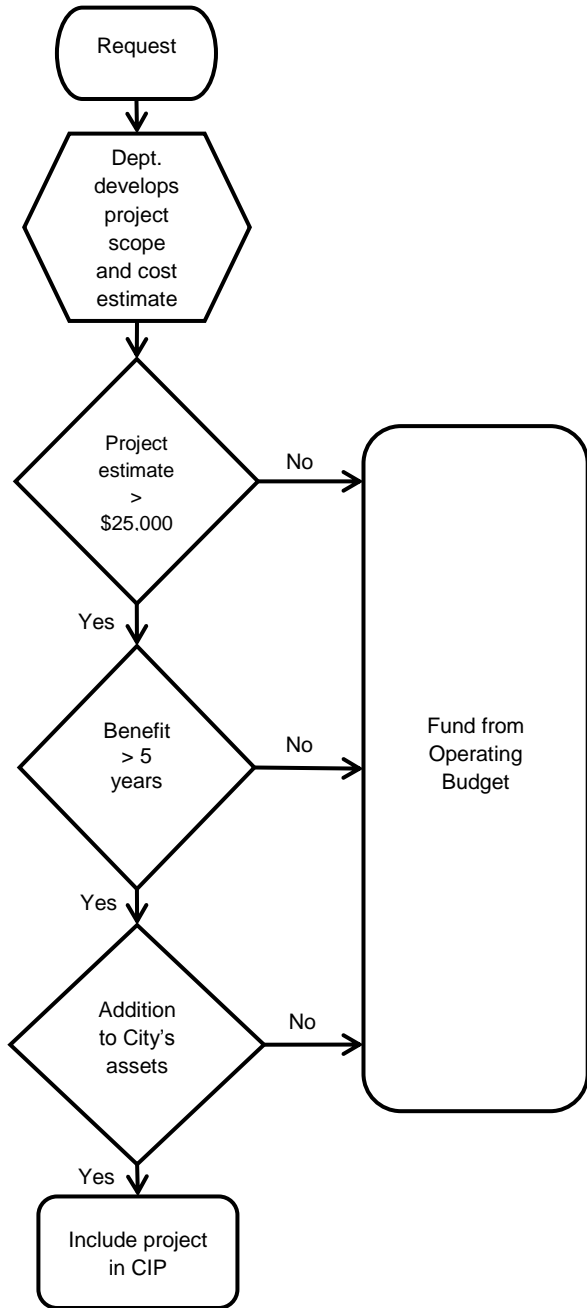 Request
Dept.
develops
project
scope
and cost
estimate
Project
estimate
>
$25,000
No
Yes
Benefit
> 5
years
No
Fund from
Operating
Budget
Yes
Addition
to City’s
assets
No
Yes
Include project
in CIP